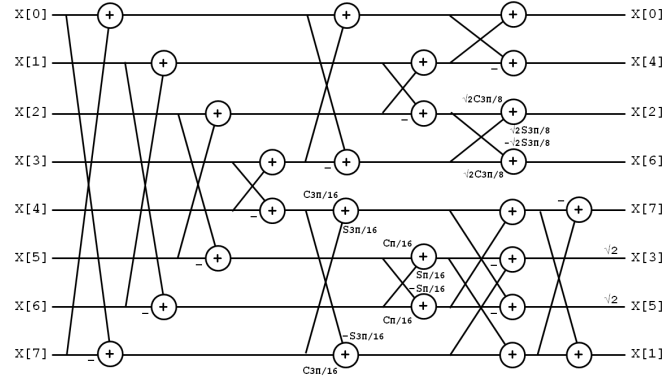 X[0] + + + X[0]
X[1] + + - + X[4]
X[2] + - + √2C3π/8 + X[2]
√2S3π/8
-√2S3π/8
X[3] + - + √2C3π/8 + X[6]
X[4] - + C3π/16 + S3π/16 + - + X[7]
X[5] - + Cπ/16 + Sπ/16 - + √2 X[3]
-Sπ/16
X[6] - + Cπ/16 + - + √2 X[5]
-S3π/16
X[7] - + C3π/16 + + + X[1]